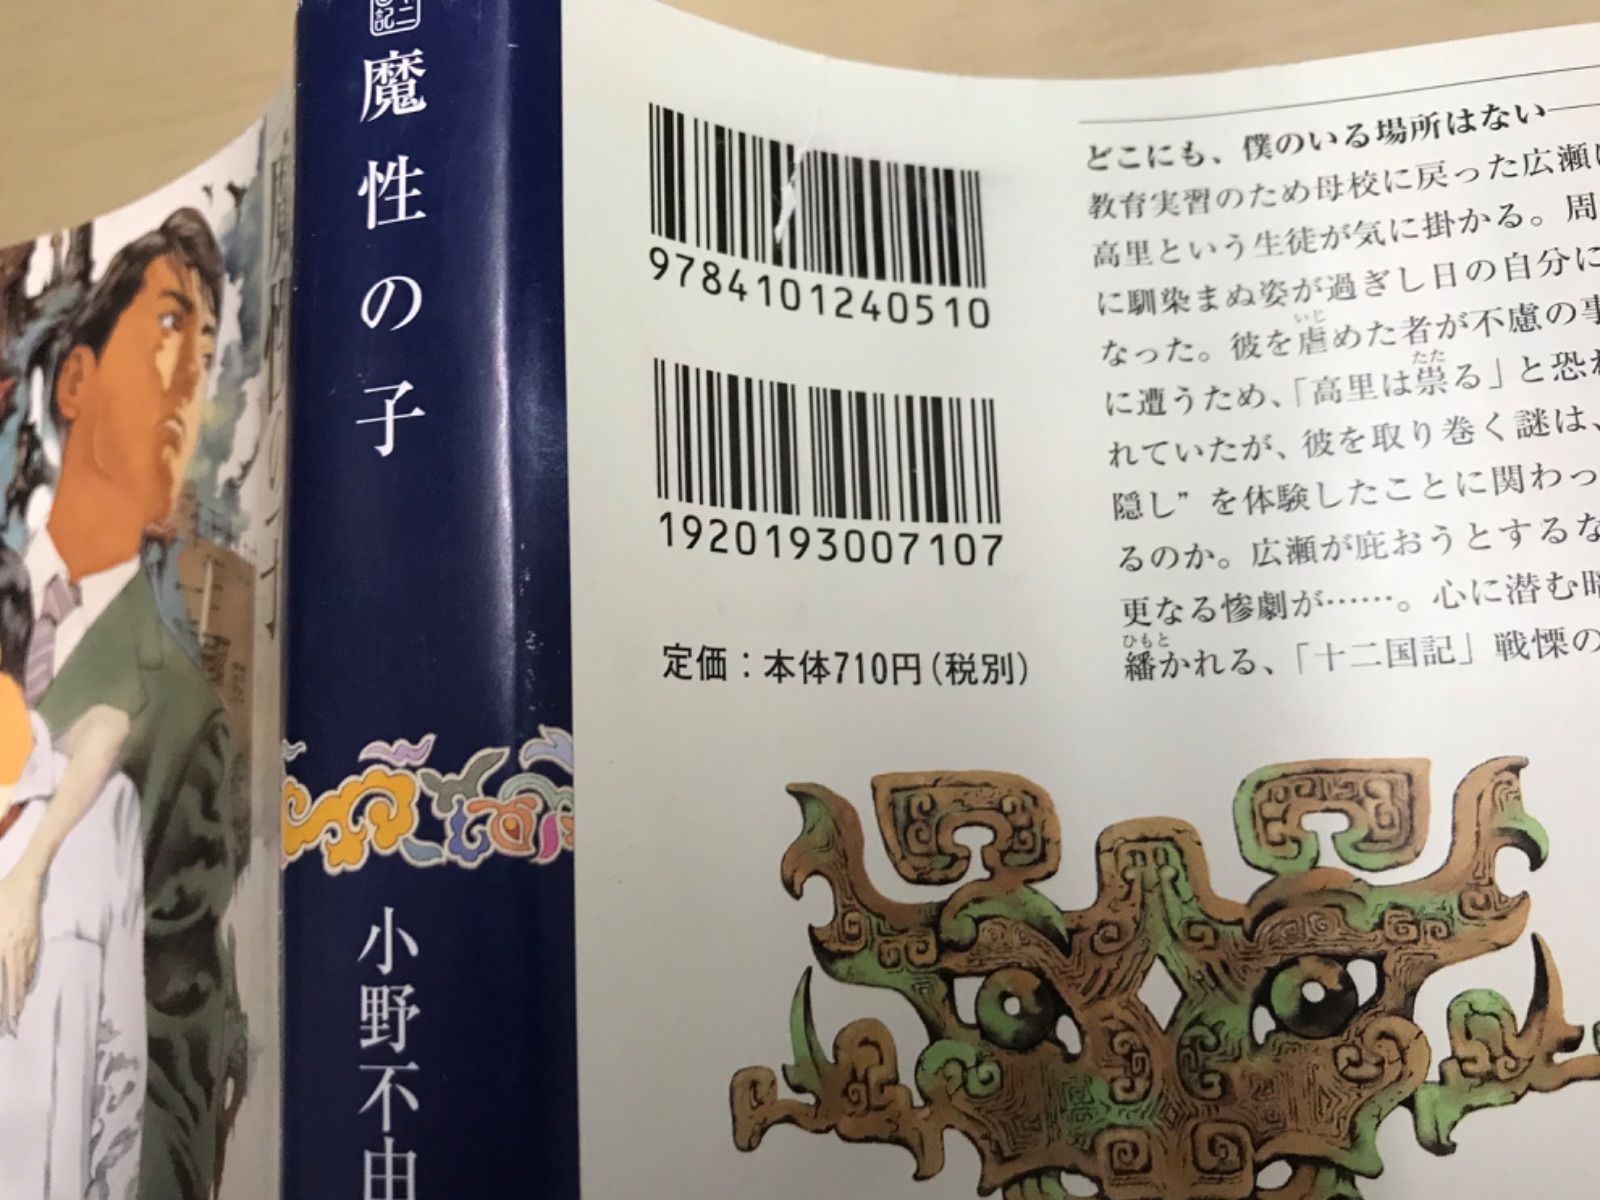 魔性の子
小野不由
魔性の子
9784101240510
1920193007107
定価：本体710円（税別）
どこにも、僕のいる場所はない──
教育実習のため母校に戻った広瀬は
高里という生徒が気に掛かる。周
に馴染まぬ姿が過ぎし日の自分に
なった。彼を虐めた者が不慮の事
いじ
に遭うため、「高里は祟る」と恐れ
たた
れていたが、彼を取り巻く謎は、
隠し”を体験したことに関わっ
るのか。広瀬が庇おうとするな
更なる惨劇が……。心に潜む暗
繙かれる、「十二国記」戦慄の
ひもと